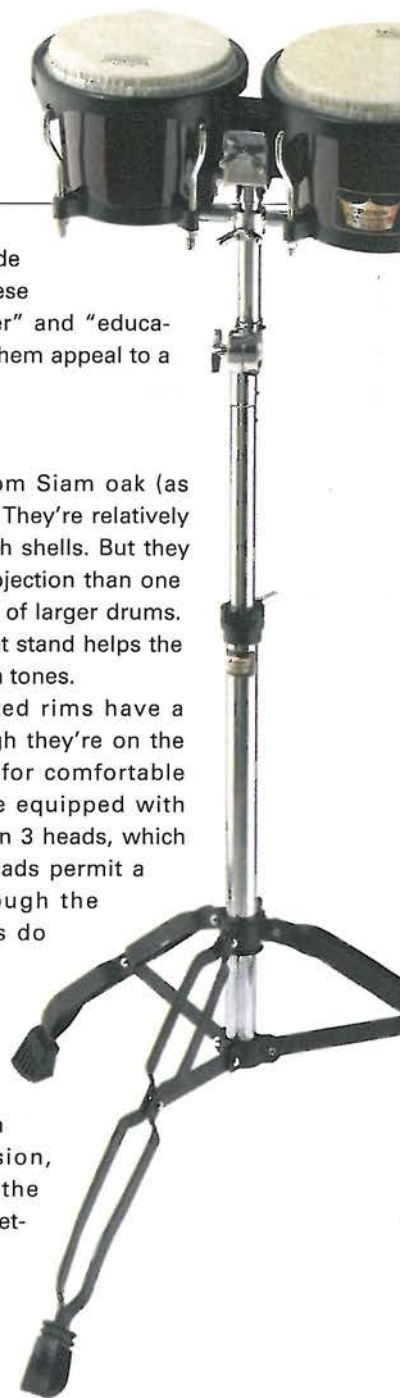 de
ese
er" and "educa-
hem appeal to a
om Siam oak (as
They're relatively
h shells. But they
ojection than one
of larger drums.
t stand helps the
n tones.
ed rims have a
gh they're on the
for comfortable
e equipped with
n 3 heads, which
ads permit a
ough the
s do
n
sion,
the
et-